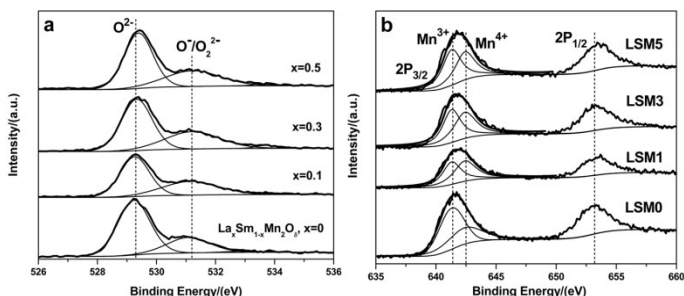 a
O²⁻
O⁻/O₂²⁻
x=0.5
x=0.3
x=0.1
LaₓSm₁₋ₓMn₂Oδ, x=0
Intensity/(a.u.)
526 528 530 532 534 536
Binding Energy/(eV)
b
Mn³⁺
Mn⁴⁺
2P₃/₂
2P₁/₂
LSM5
LSM3
LSM1
LSM0
Intensity/(a.u.)
635 640 645 650 655 660
Binding Energy/(eV)